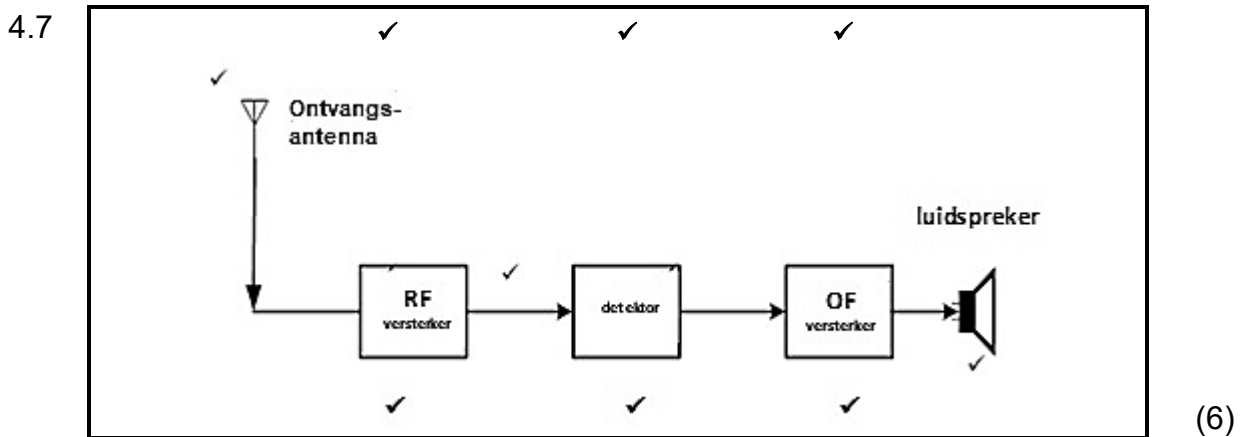 4.7
✓ ✓ ✓
✓
Ontvangs-
antenna
luidspreker
✓
RF
versterker
detektor
OF
versterker
✓
✓ ✓ ✓
(6)